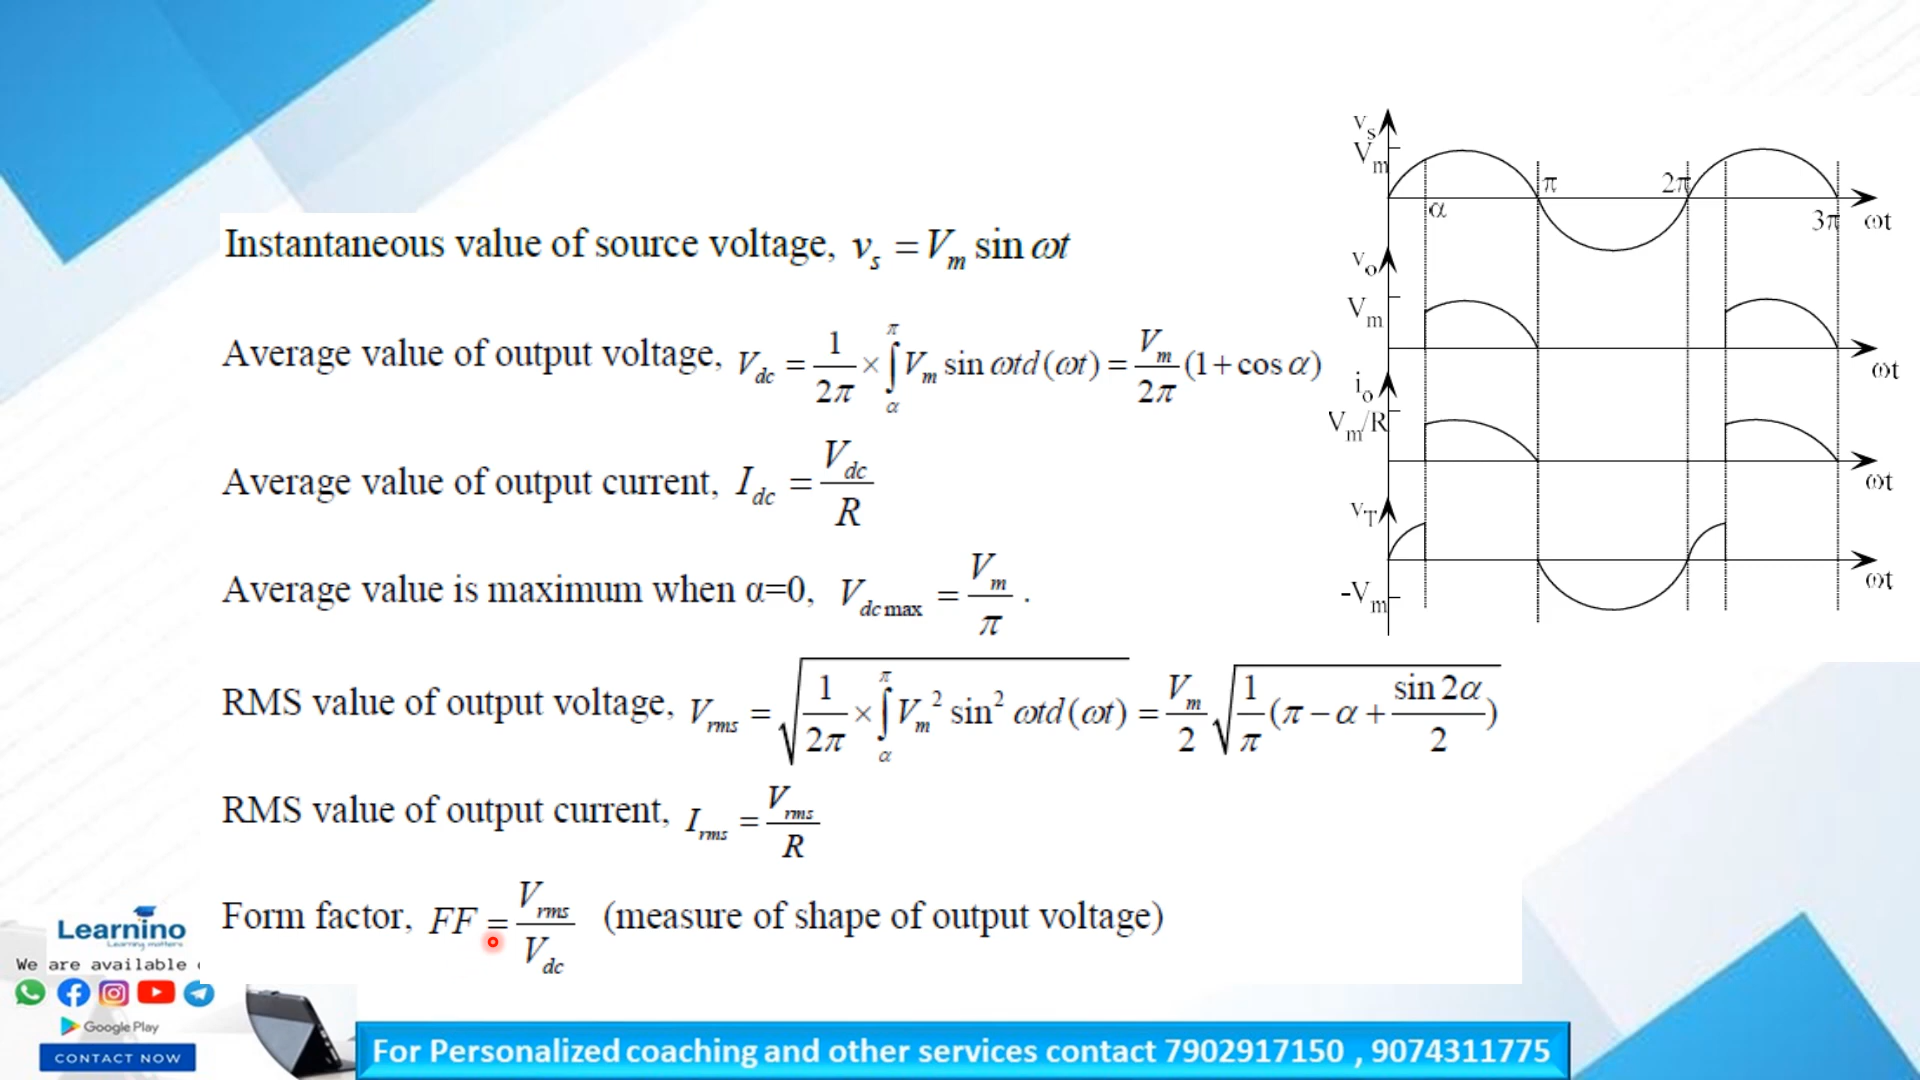 Instantaneous value of source voltage, v_s = V_m sin ωt
Average value of output voltage, V_dc = 1/2π × ∫_α^π V_m sin ωtd(ωt) = V_m/2π (1+cos α)
Average value of output current, I_dc = V_dc/R
Average value is maximum when α=0, V_dc max = V_m/π .
RMS value of output voltage, V_rms = √(1/2π × ∫_α^π V_m² sin² ωtd(ωt)) = V_m/2 √(1/π (π − α + sin 2α/2))
RMS value of output current, I_rms = V_rms/R
Form factor, FF = V_rms/V_dc (measure of shape of output voltage)
v_s
V_m
π
2π
α
3π
ωt
v_o
V_m
ωt
i_o
V_m/R
ωt
v_T
ωt
-V_m
Learnino
Learning matters
We are available
Google Play
CONTACT NOW
For Personalized coaching and other services contact 7902917150 , 9074311775